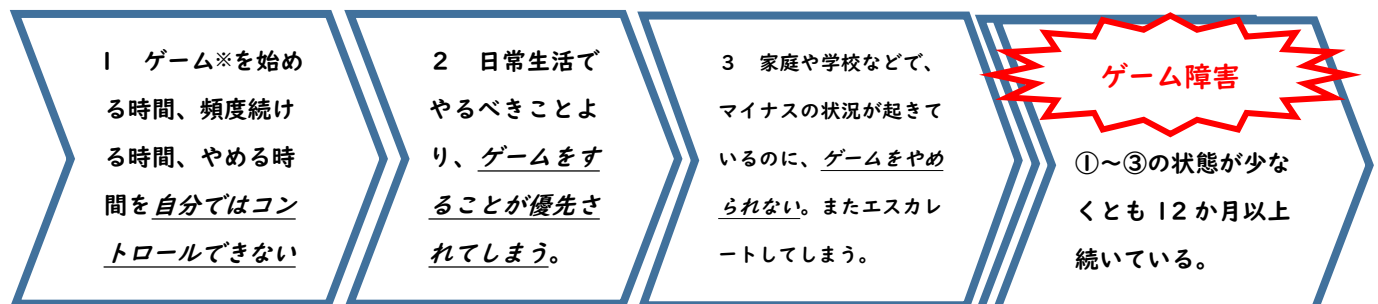 1　ゲーム※を始め
る時間、頻度続け
る時間、やめる時
間を自分ではコン
トロールできない
2　日常生活で
やるべきことよ
り、ゲームをす
ることが優先さ
れてしまう。
3　家庭や学校などで、
マイナスの状況が起きて
いるのに、ゲームをやめ
られない。またエスカレ
ートしてしまう。
ゲーム障害
①～③の状態が少な
くとも12か月以上
続いている。